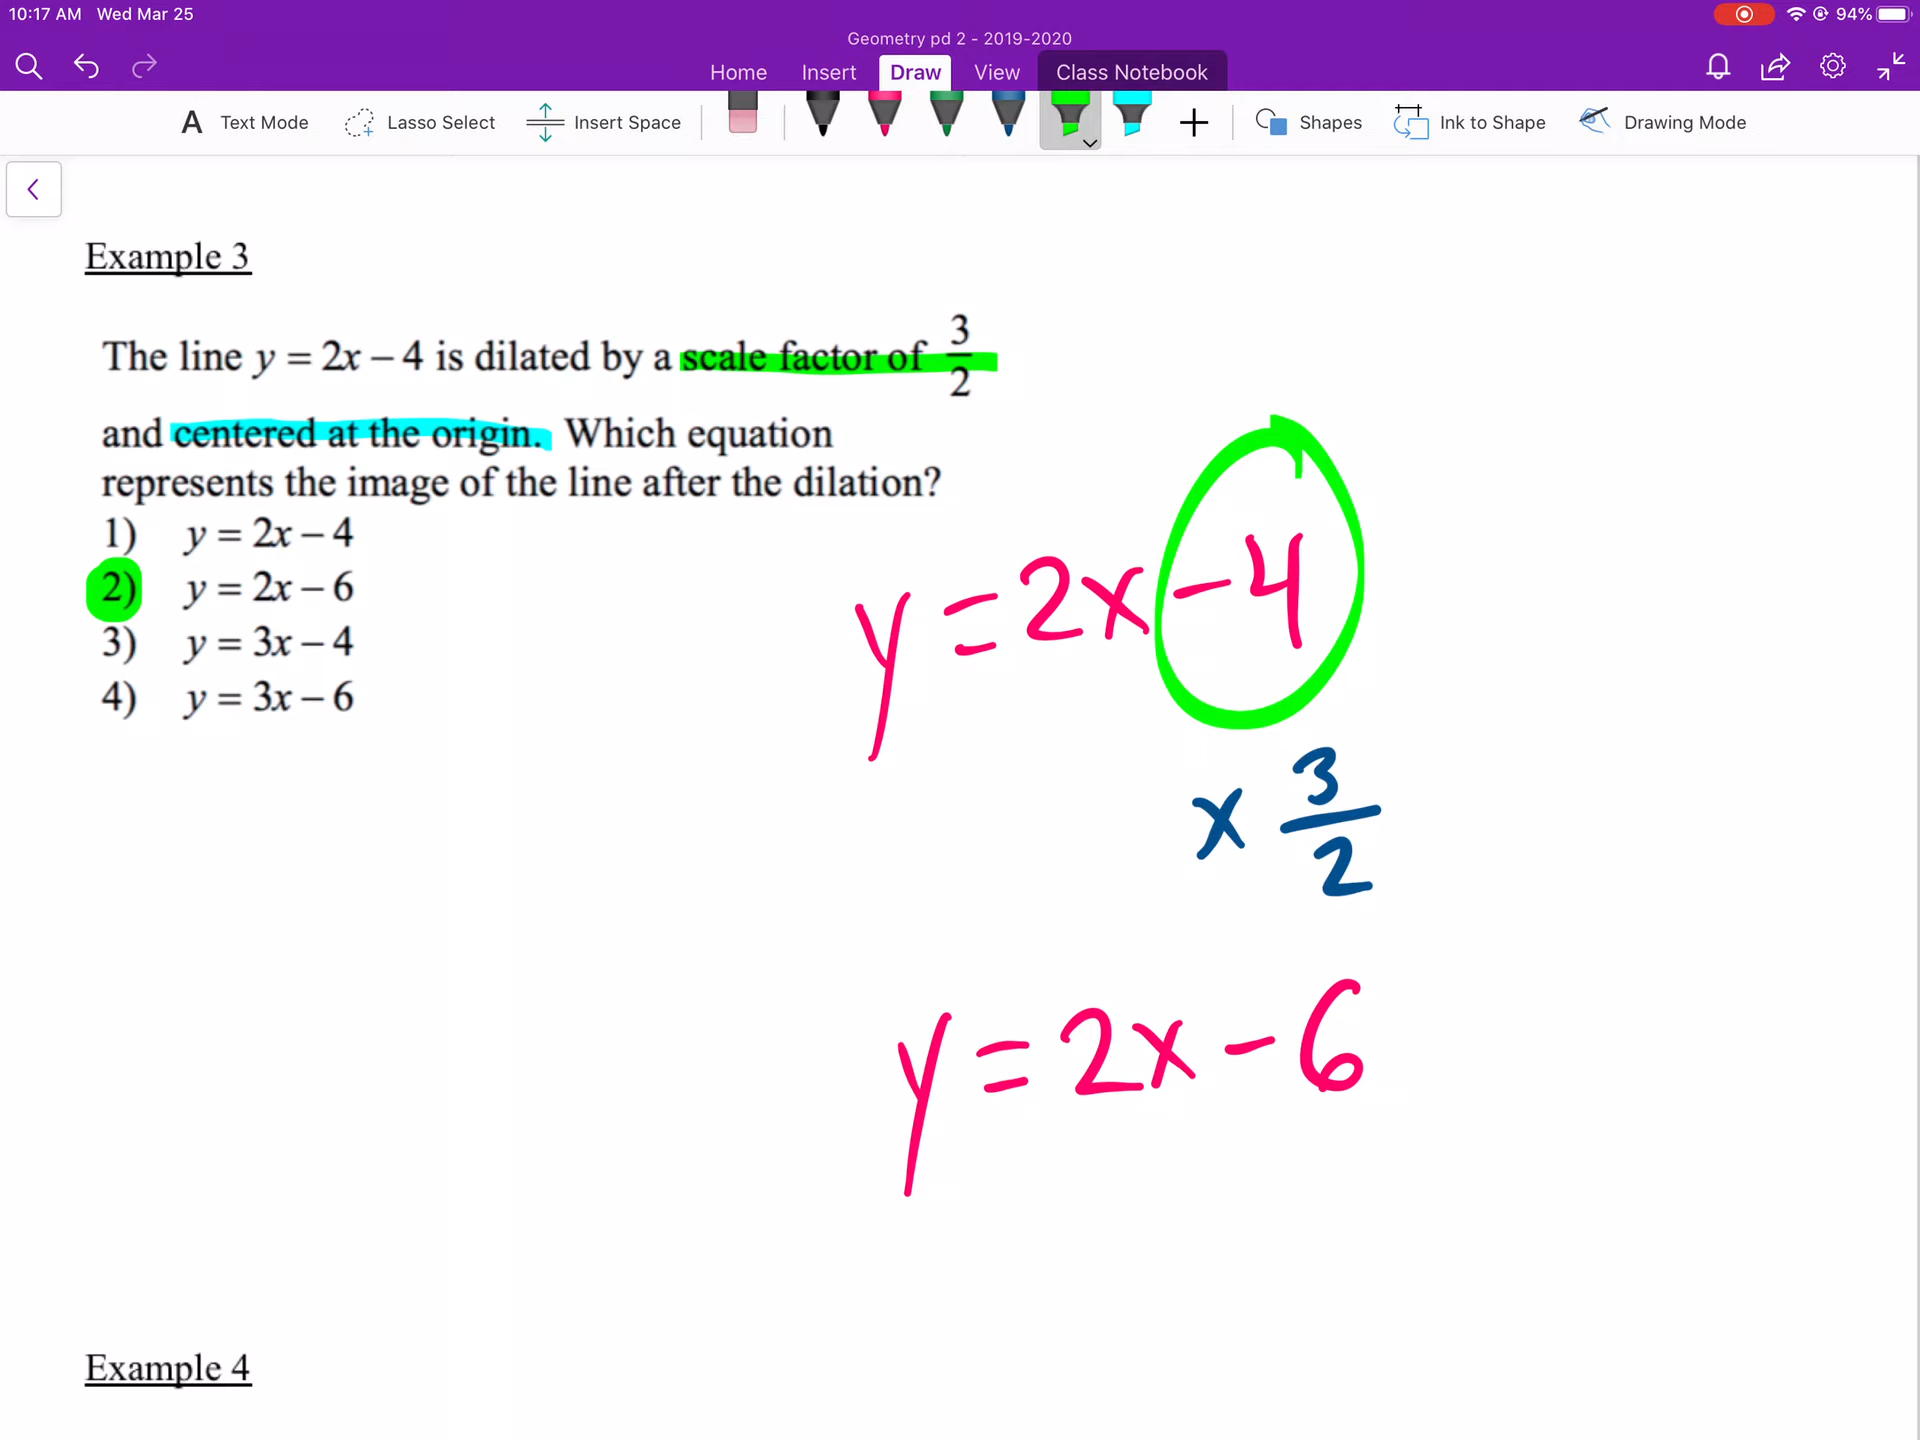 10:17 AM Wed Mar 25
94%
Geometry pd 2 - 2019-2020
Home Insert Draw View Class Notebook
A Text Mode Lasso Select Insert Space Shapes Ink to Shape Drawing Mode
Example 3
The line y = 2x – 4 is dilated by a scale factor of 3/2
and centered at the origin. Which equation
represents the image of the line after the dilation?
1) y = 2x – 4
2) y = 2x – 6
3) y = 3x – 4
4) y = 3x – 6
y = 2x - 4
x 3/2
y = 2x - 6
Example 4